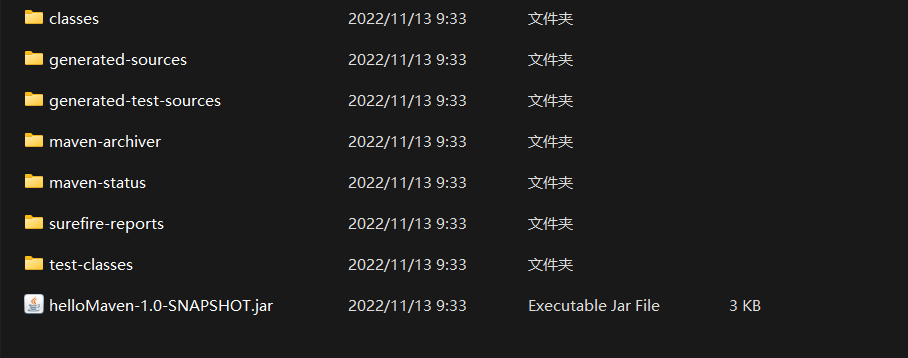 classes 2022/11/13 9:33 文件夹
generated-sources 2022/11/13 9:33 文件夹
generated-test-sources 2022/11/13 9:33 文件夹
maven-archiver 2022/11/13 9:33 文件夹
maven-status 2022/11/13 9:33 文件夹
surefire-reports 2022/11/13 9:33 文件夹
test-classes 2022/11/13 9:33 文件夹
helloMaven-1.0-SNAPSHOT.jar 2022/11/13 9:33 Executable Jar File 3 KB